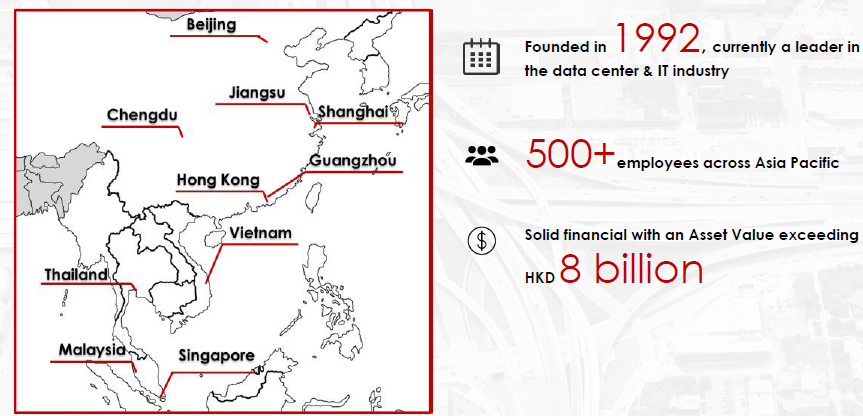 Beijing
Jiangsu
Shanghai
Chengdu
Guangzhou
Hong Kong
Vietnam
Thailand
Malaysia
Singapore
Founded in 1992, currently a leader in
the data center & IT industry
500+ employees across Asia Pacific
$
Solid financial with an Asset Value exceeding
HKD 8 billion